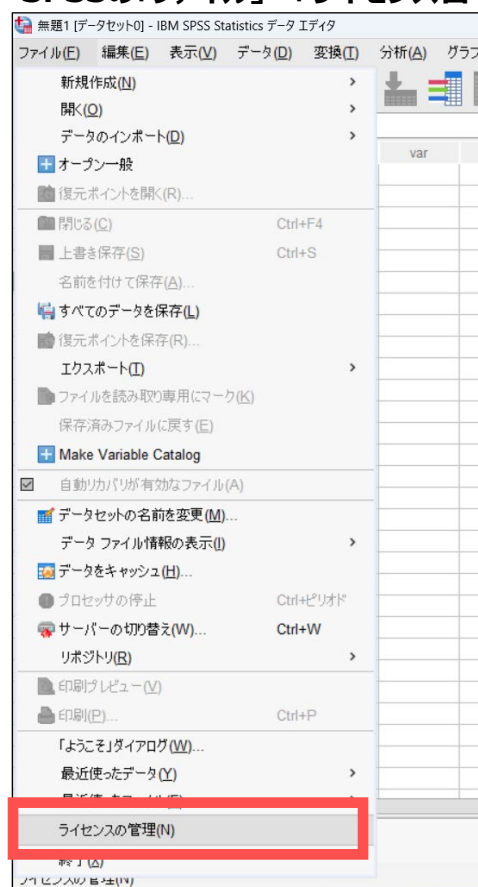 無題1 [データセット0] - IBM SPSS Statistics データ エディタ
ファイル(F) 編集(E) 表示(V) データ(D) 変換(T) 分析(A) グラフ
新規作成(N)
開く(O)
データのインポート(D)
オープン一般
復元ポイントを開く(R)...
閉じる(C) Ctrl+F4
上書き保存(S) Ctrl+S
名前を付けて保存(A)...
すべてのデータを保存(L)
復元ポイントを保存(R)...
エクスポート(T)
ファイルを読み取り専用にマーク(K)
保存済みファイルに戻す(E)
Make Variable Catalog
自動リカバリが有効なファイル(A)
データセットの名前を変更(M)...
データ ファイル情報の表示(I)
データをキャッシュ(H)...
プロセッサの停止 Ctrl+ピリオド
サーバーの切り替え(W)... Ctrl+W
リポジトリ(R)
印刷プレビュー(V)
印刷(P)... Ctrl+P
「ようこそ」ダイアログ(W)...
最近使ったデータ(Y)
ライセンスの管理(N)
終了(X)
ライセンスの管理(N)
var